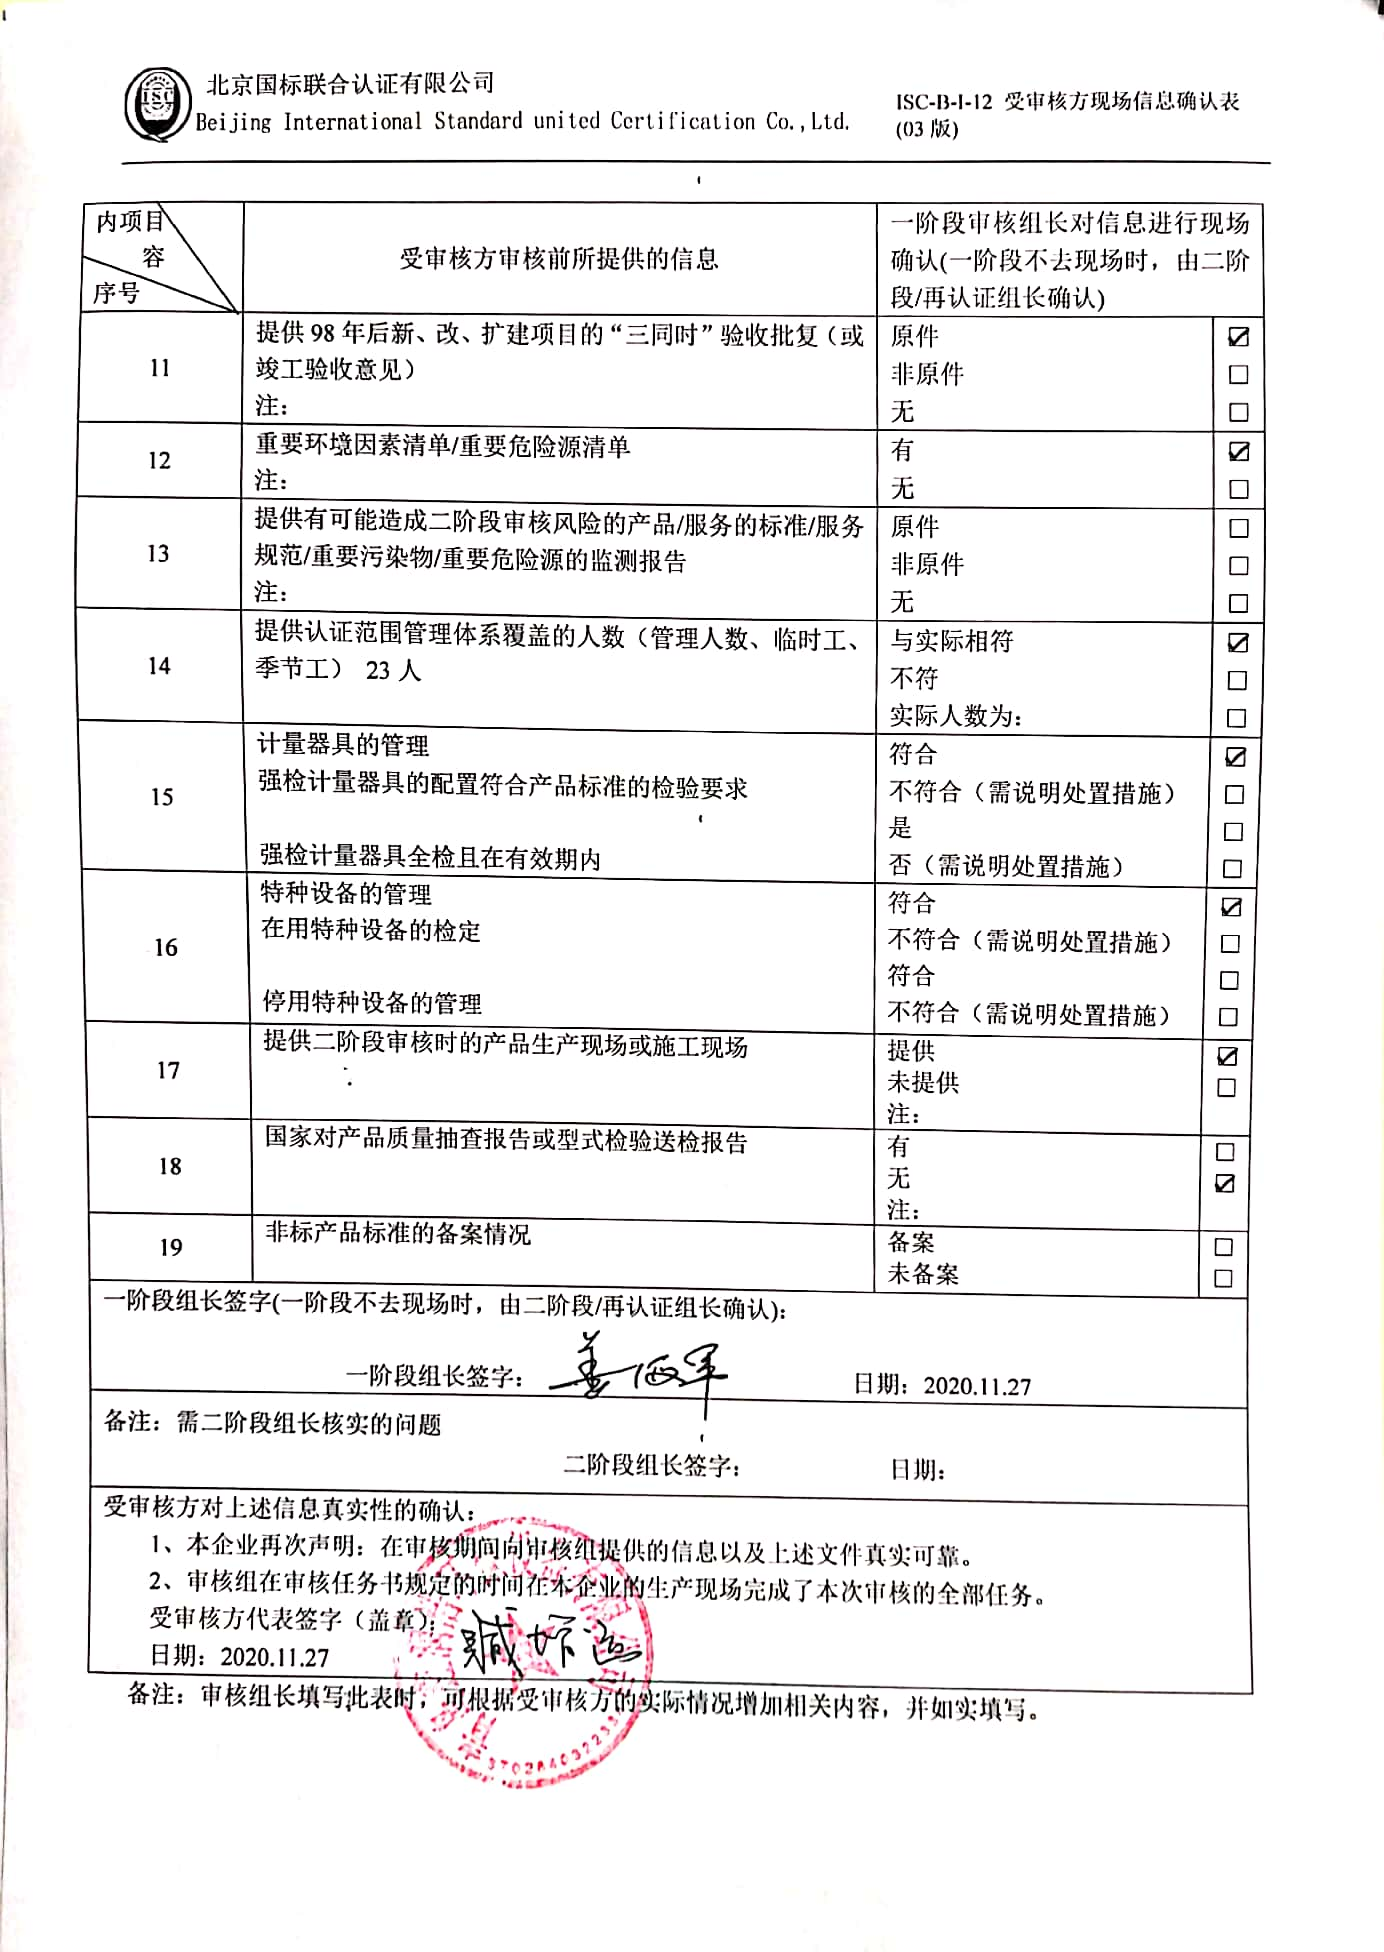 北京国标联合认证有限公司
Beijing International Standard united Certification Co.,Ltd.
ISC-B-I-12 受审核方现场信息确认表
(03 版)
内项目
容
序号
受审核方审核前所提供的信息
一阶段审核组长对信息进行现场
确认(一阶段不去现场时，由二阶
段/再认证组长确认)
11
提供 98 年后新、改、扩建项目的“三同时”验收批复（或
竣工验收意见）
注：
原件 ☑
非原件 □
无 □
12
重要环境因素清单/重要危险源清单
注：
有 ☑
无 □
13
提供有可能造成二阶段审核风险的产品/服务的标准/服务
规范/重要污染物/重要危险源的监测报告
注：
原件 □
非原件 □
无 □
14
提供认证范围管理体系覆盖的人数（管理人数、临时工、
季节工） 23 人
与实际相符 ☑
不符 □
实际人数为： □
15
计量器具的管理
强检计量器具的配置符合产品标准的检验要求
强检计量器具全检且在有效期内
符合 ☑
不符合（需说明处置措施） □
是 □
否（需说明处置措施） □
16
特种设备的管理
在用特种设备的检定
停用特种设备的管理
符合 ☑
不符合（需说明处置措施） □
符合 □
不符合（需说明处置措施） □
17
提供二阶段审核时的产品生产现场或施工现场
提供 ☑
未提供 □
注：
18
国家对产品质量抽查报告或型式检验送检报告
有 □
无 ☑
注：
19
非标产品标准的备案情况
备案 □
未备案 □
一阶段组长签字(一阶段不去现场时，由二阶段/再认证组长确认)：
一阶段组长签字： 日期：2020.11.27
备注：需二阶段组长核实的问题
二阶段组长签字： 日期：
受审核方对上述信息真实性的确认：
1、本企业再次声明：在审核期间向审核组提供的信息以及上述文件真实可靠。
2、审核组在审核任务书规定的时间在本企业的生产现场完成了本次审核的全部任务。
受审核方代表签字（盖章）：
日期：2020.11.27
备注：审核组长填写此表时，可根据受审核方的实际情况增加相关内容，并如实填写。